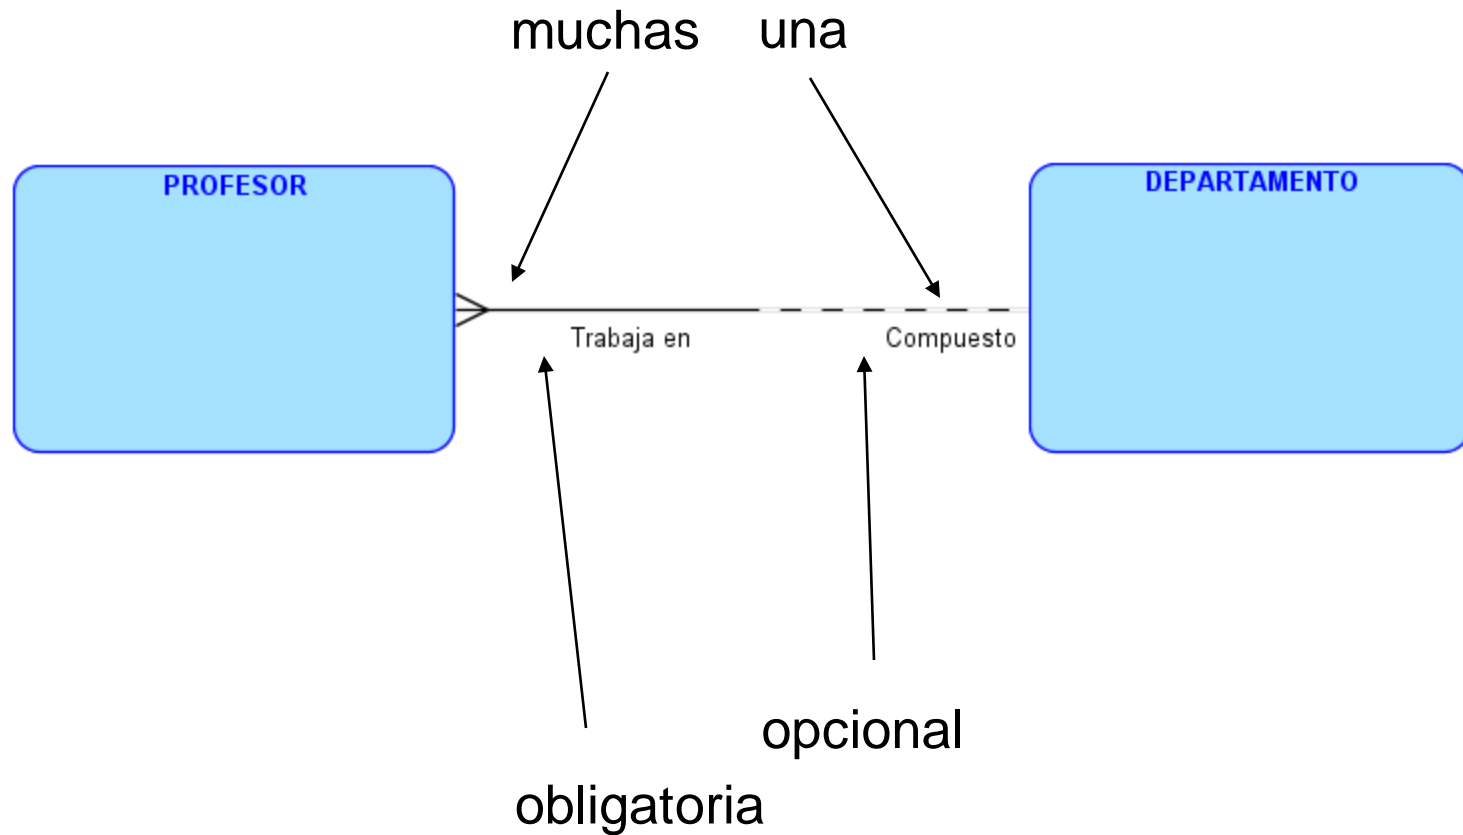 muchas una
PROFESOR
DEPARTAMENTO
Trabaja en
Compuesto
opcional
obligatoria